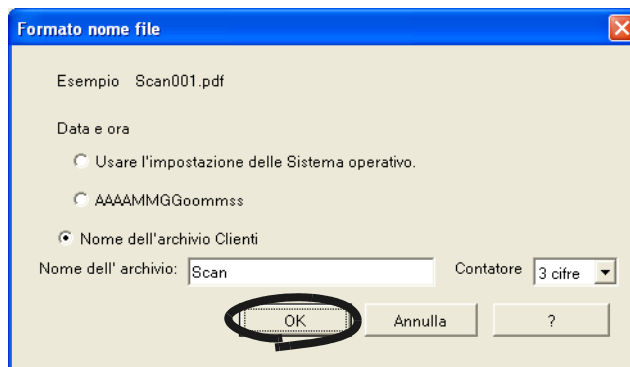 Formato nome file
Esempio Scan001.pdf
Data e ora
Usare l'impostazione delle Sistema operativo.
AAAAMMGGoommss
Nome dell'archivio Clienti
Nome dell' archivio: Scan Contatore 3 cifre
OK Annulla ?